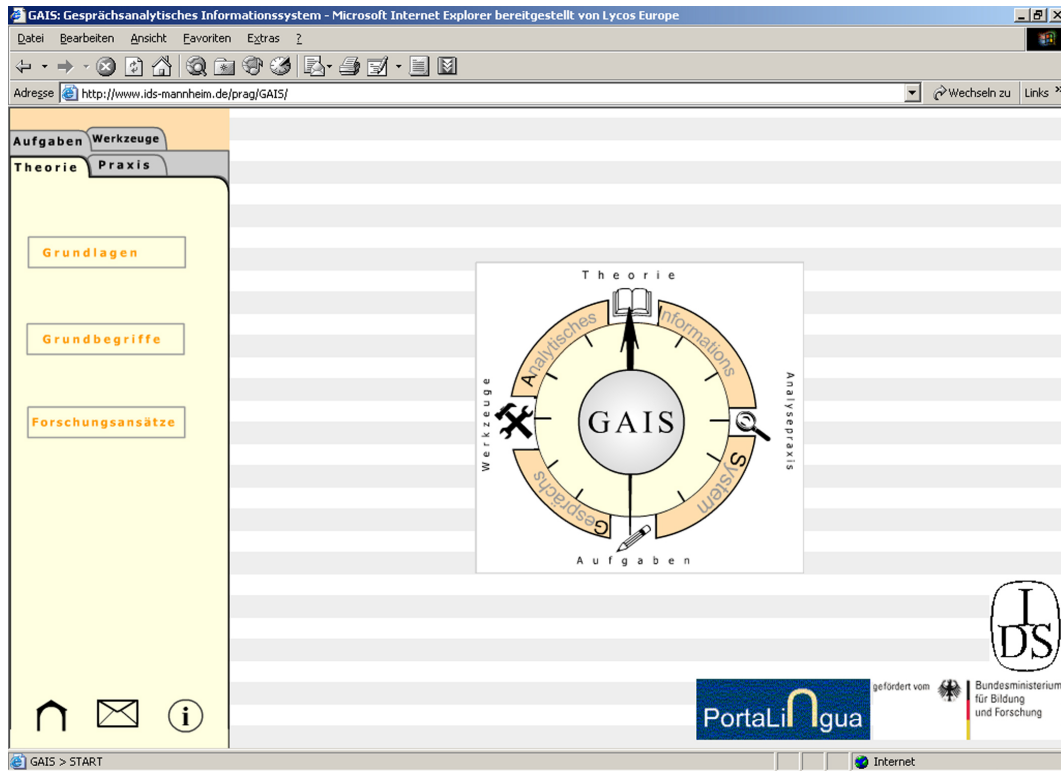 GAIS: Gesprächsanalytisches Informationssystem - Microsoft Internet Explorer bereitgestellt von Lycos Europe
Datei Bearbeiten Ansicht Favoriten Extras ?
Adresse http://www.ids-mannheim.de/prag/GAIS/ Wechseln zu Links »
Aufgaben Werkzeuge
Theorie Praxis
Grundlagen
Grundbegriffe
Forschungsansätze
Theorie
Analytisches
Informations
Werkzeuge
GAIS
Analysepraxis
Gesprächs
System
Aufgaben
IDS
PortaLingua
gefördert vom
Bundesministerium
für Bildung
und Forschung
i
GAIS > START Internet